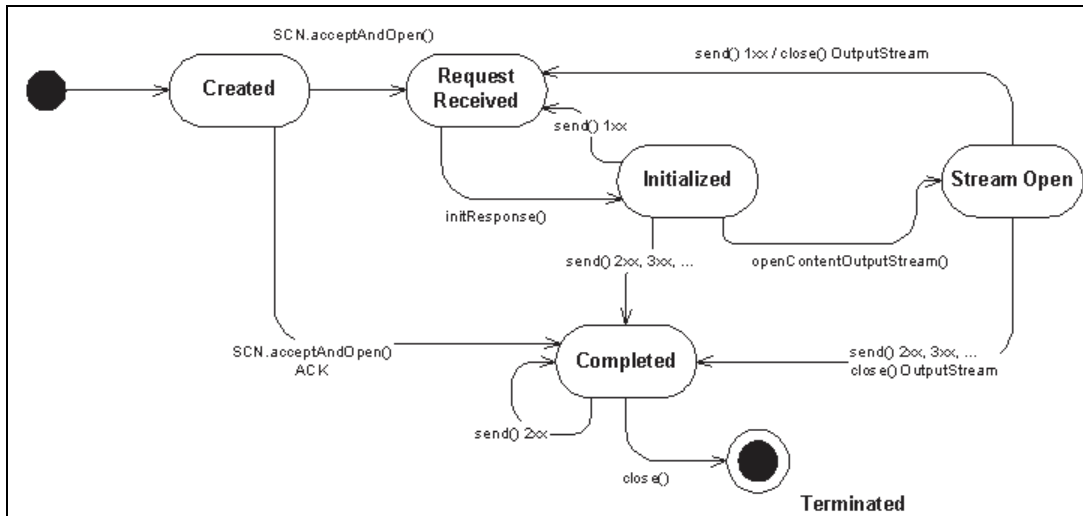 SCN.acceptAndOpen()
send() 1xx / close() OutputStream
Created
Request
Received
send() 1xx
Initialized
Stream Open
initResponse()
send() 2xx, 3xx, ...
openContentOutputStream()
SCN.acceptAndOpen()
ACK
Completed
send() 2xx, 3xx, ...
close() OutputStream
send() 2xx
close()
Terminated